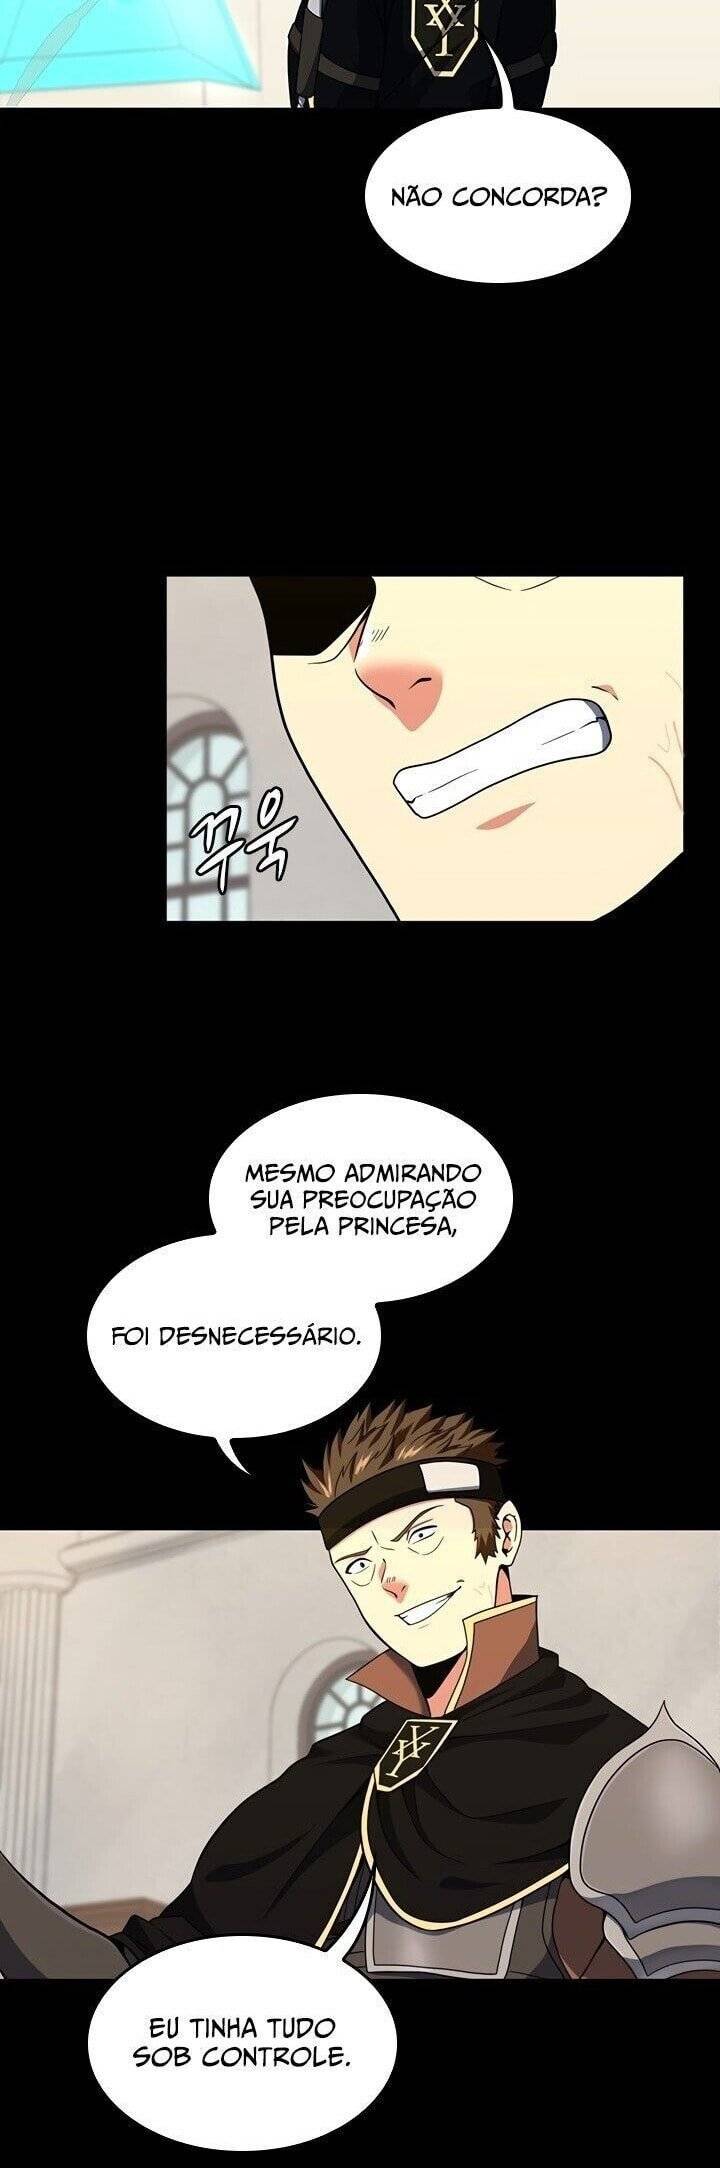 NÃO CONCORDA?
꾸욱
MESMO ADMIRANDO
SUA PREOCUPAÇÃO
PELA PRINCESA,
FOI DESNECESSÁRIO.
EU TINHA TUDO
SOB CONTROLE.